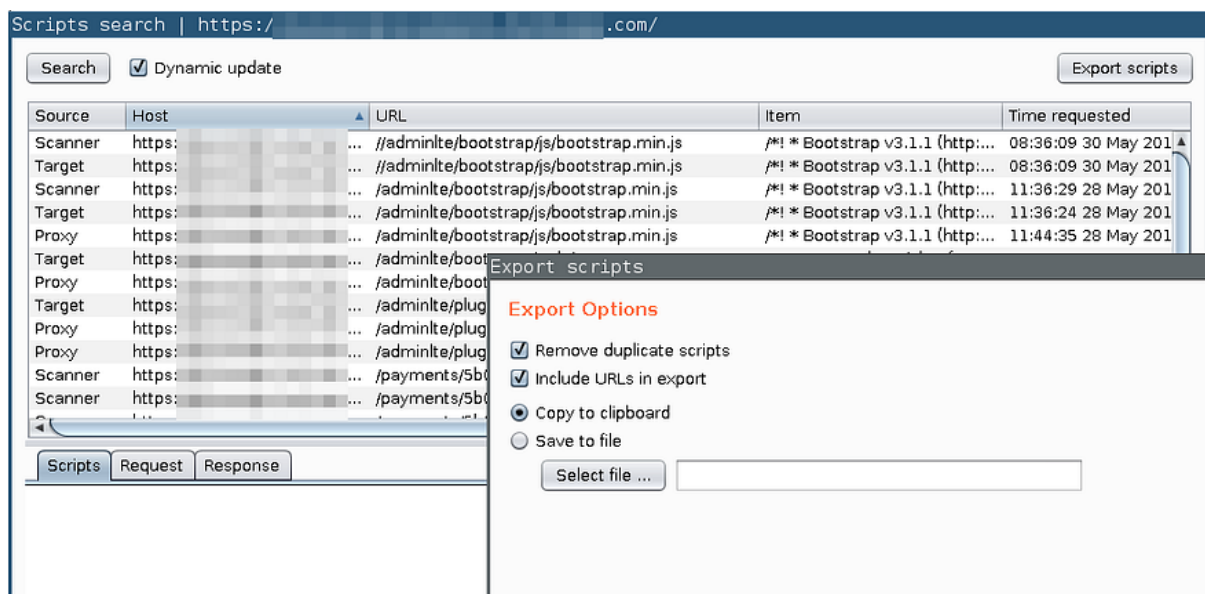 Scripts search | https:/ .com/
Search Dynamic update Export scripts
Source Host URL Item Time requested
Scanner https: ... //adminlte/bootstrap/js/bootstrap.min.js /*! * Bootstrap v3.1.1 (http:... 08:36:09 30 May 201
Target https: ... //adminlte/bootstrap/js/bootstrap.min.js /*! * Bootstrap v3.1.1 (http:... 08:36:09 30 May 201
Scanner https: ... /adminlte/bootstrap/js/bootstrap.min.js /*! * Bootstrap v3.1.1 (http:... 11:36:29 28 May 201
Target https: ... /adminlte/bootstrap/js/bootstrap.min.js /*! * Bootstrap v3.1.1 (http:... 11:36:24 28 May 201
Proxy https: ... /adminlte/bootstrap/js/bootstrap.min.js /*! * Bootstrap v3.1.1 (http:... 11:44:35 28 May 201
Target https: ... /adminlte/boot
Proxy https: ... /adminlte/boot
Target https: ... /adminlte/plug
Proxy https: ... /adminlte/plug
Proxy https: ... /adminlte/plug
Scanner https: ... /payments/5b
Scanner https: ... /payments/5b
Scripts Request Response
Export scripts
Export Options
Remove duplicate scripts
Include URLs in export
Copy to clipboard
Save to file
Select file ...